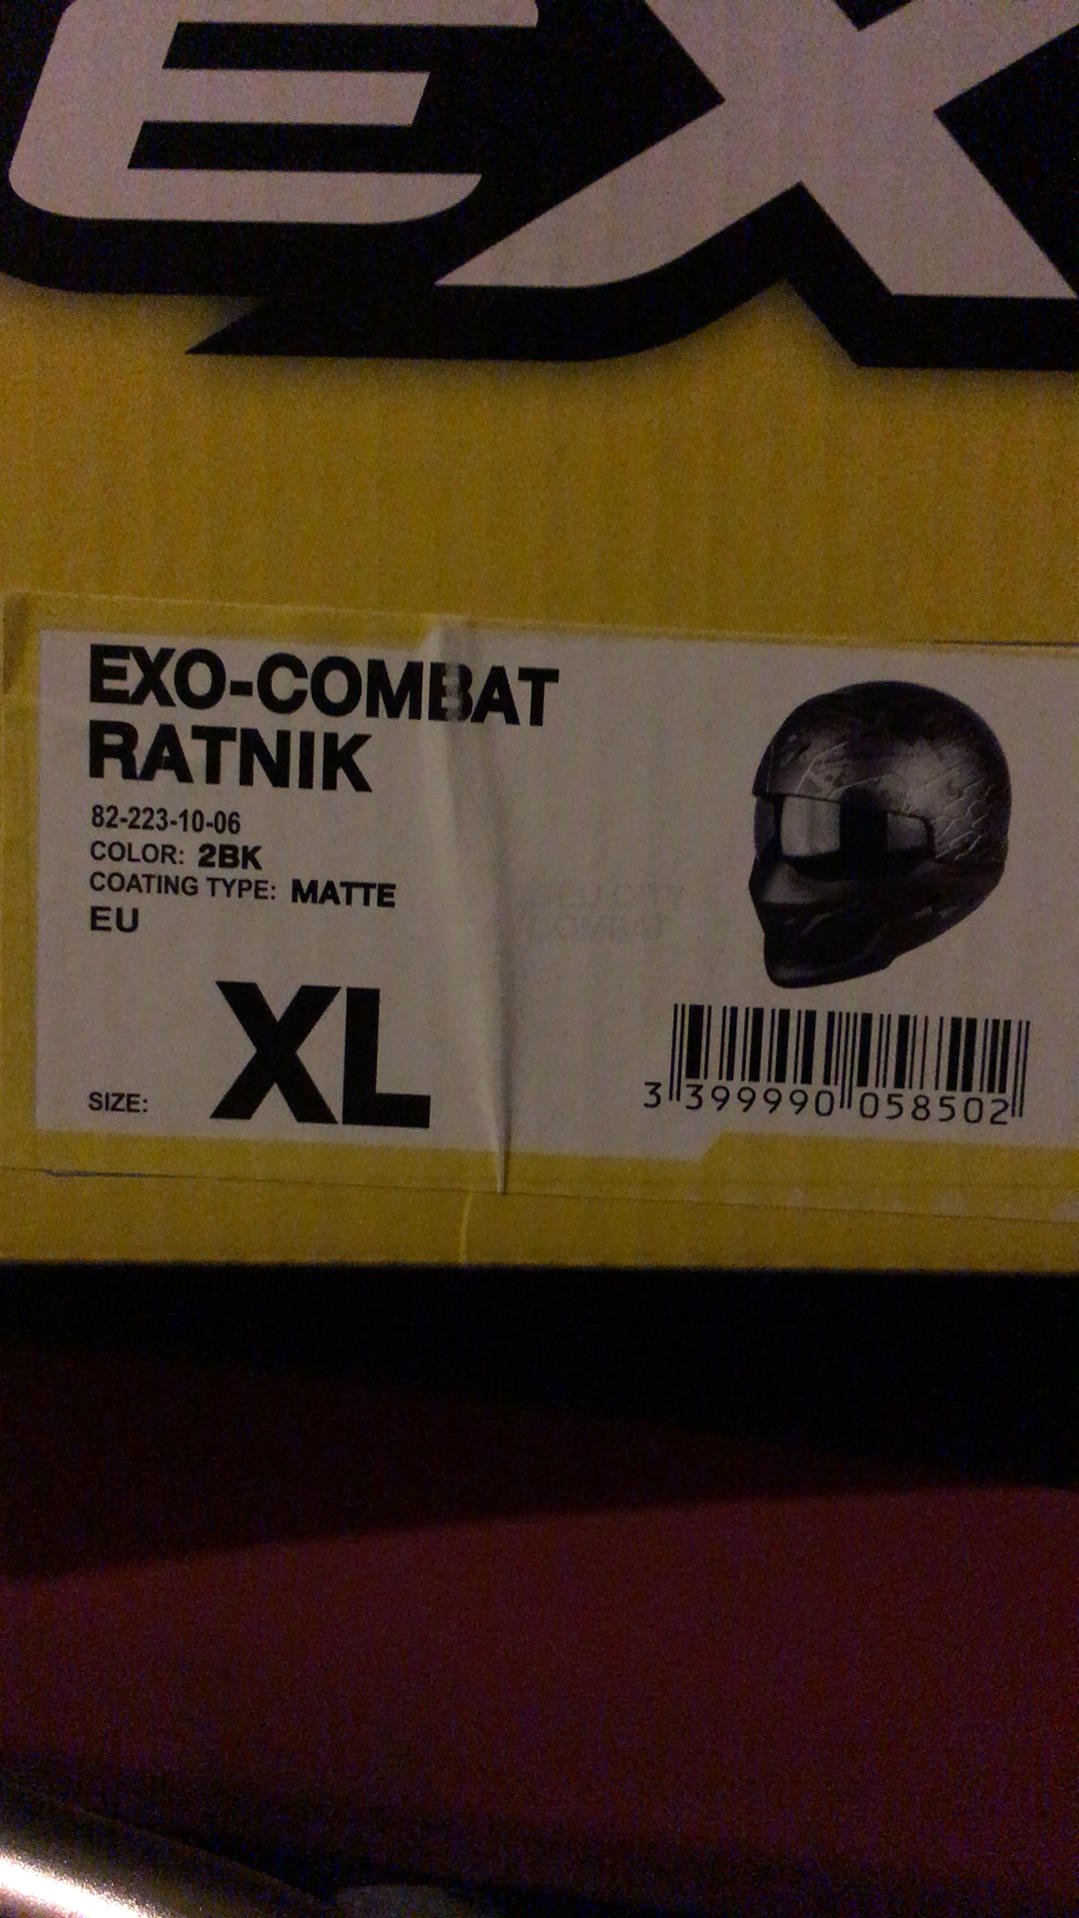 EX
EXO-COMBAT
RATNIK
82-223-10-06
COLOR: 2BK
COATING TYPE: MATTE
EU
SIZE: XL
3 399990 058502